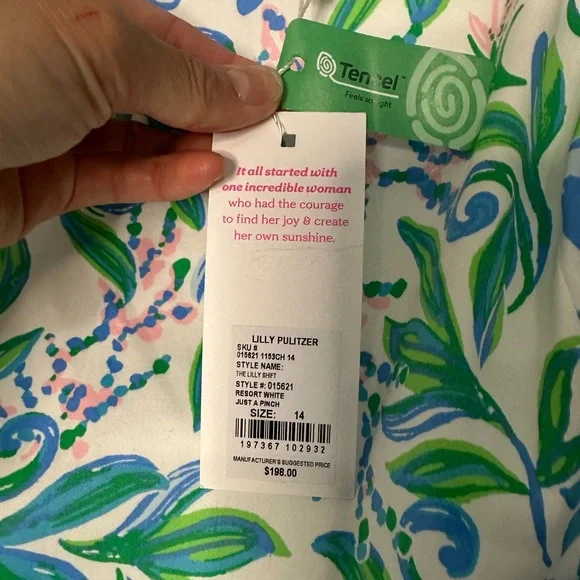 Tencel™
Feels so right
It all started with
one incredible woman
who had the courage
to find her joy & create
her own sunshine.
LILLY PULITZER
SKU #
015621 1153CH 14
STYLE NAME:
THE LILLY SHIFT
STYLE #: 015621
RESORT WHITE
JUST A PINCH
SIZE: 14
197367 102932
MANUFACTURER'S SUGGESTED PRICE
$198.00